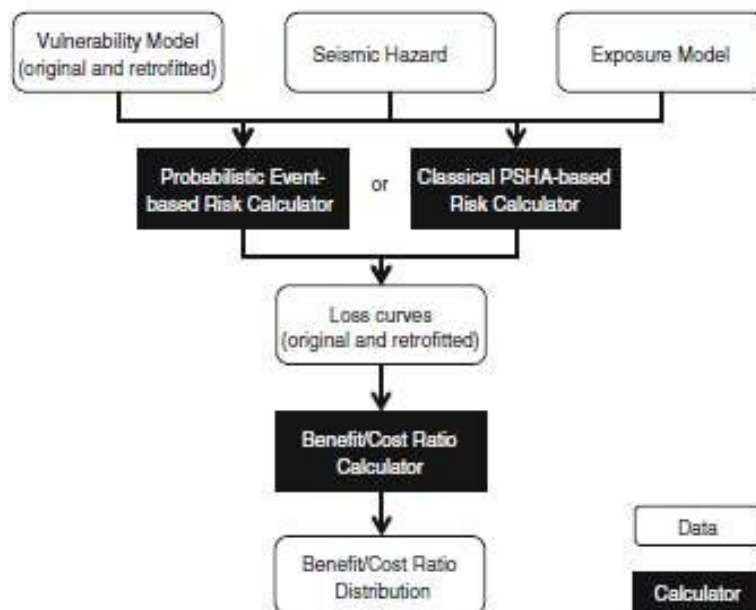 Vulnerability Model
(original and retrofitted)
Seismic Hazard
Exposure Model
Probabilistic Event-
based Risk Calculator
or
Classical PSHA-based
Risk Calculator
Loss curves
(original and retrofitted)
Benefit/Cost Ratio
Calculator
Benefit/Cost Ratio
Distribution
Data
Calculator